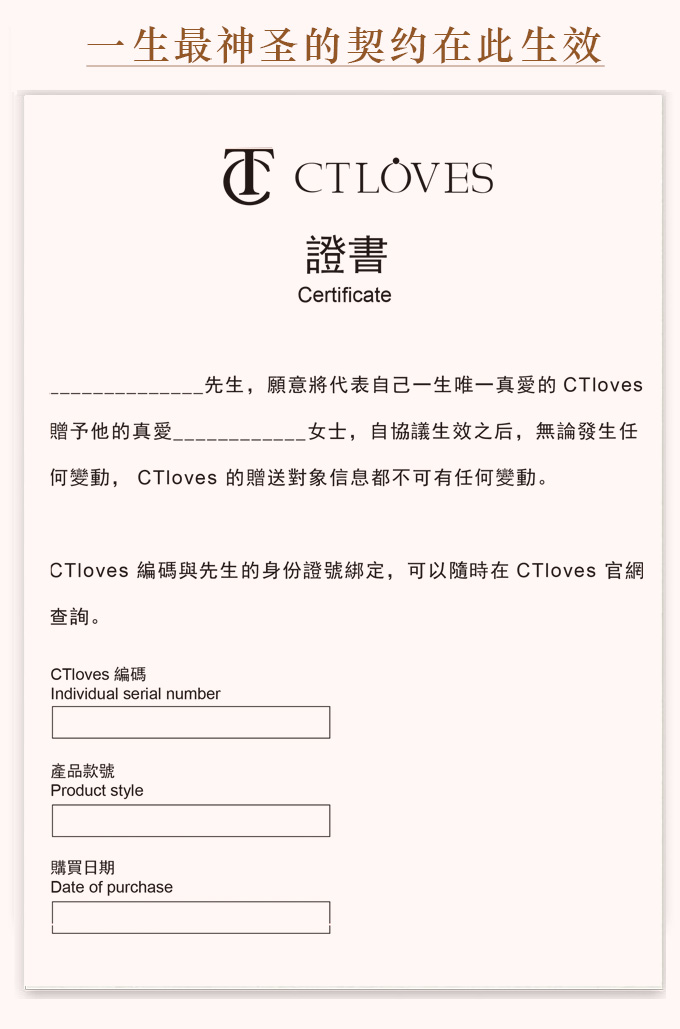 一生最神圣的契约在此生效
TC CTLOVES
證書
Certificate
______________先生，願意將代表自己一生唯一真愛的 CTloves
贈予他的真愛____________女士，自協議生效之后，無論發生任
何變動， CTloves 的贈送對象信息都不可有任何變動。
CTloves 編碼與先生的身份證號綁定，可以隨時在 CTloves 官網
查詢。
CTloves 編碼
Individual serial number
產品款號
Product style
購買日期
Date of purchase